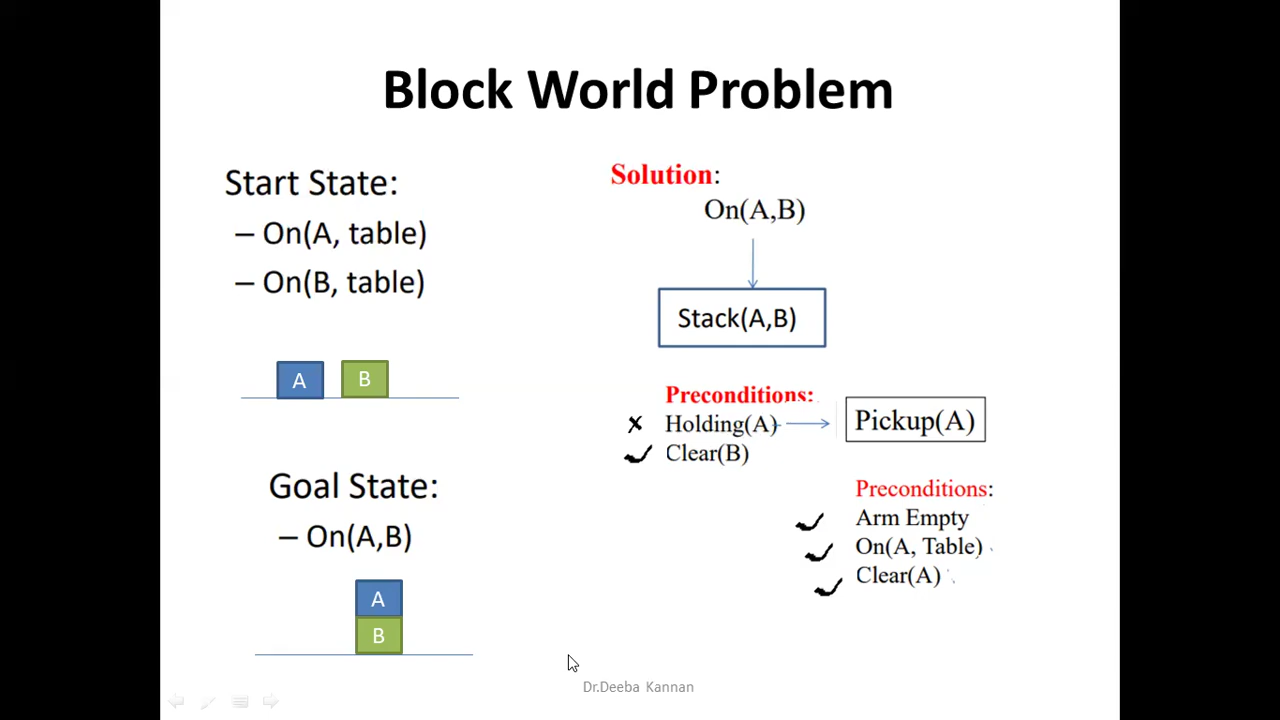 Block World Problem
Start State:
– On(A, table)
– On(B, table)
A B
Goal State:
– On(A,B)
A
B
Solution:
On(A,B)
Stack(A,B)
Preconditions:
Holding(A)
Clear(B)
Pickup(A)
Preconditions:
Arm Empty
On(A, Table)
Clear(A)
Dr.Deeba Kannan